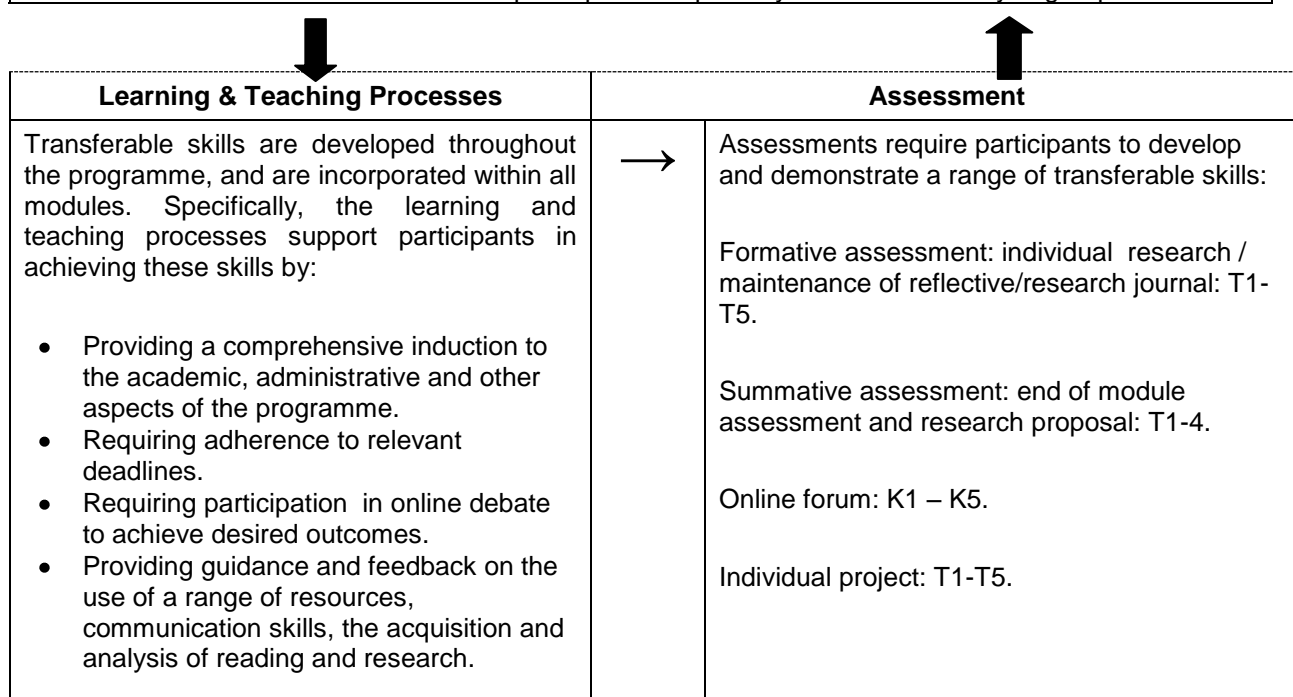 Learning & Teaching Processes
Transferable skills are developed throughout
the programme, and are incorporated within all
modules. Specifically, the learning and
teaching processes support participants in
achieving these skills by:
• Providing a comprehensive induction to
the academic, administrative and other
aspects of the programme.
• Requiring adherence to relevant
deadlines.
• Requiring participation in online debate
to achieve desired outcomes.
• Providing guidance and feedback on the
use of a range of resources,
communication skills, the acquisition and
analysis of reading and research.
→
Assessment
Assessments require participants to develop
and demonstrate a range of transferable skills:
Formative assessment: individual research /
maintenance of reflective/research journal: T1-
T5.
Summative assessment: end of module
assessment and research proposal: T1-4.
Online forum: K1 – K5.
Individual project: T1-T5.